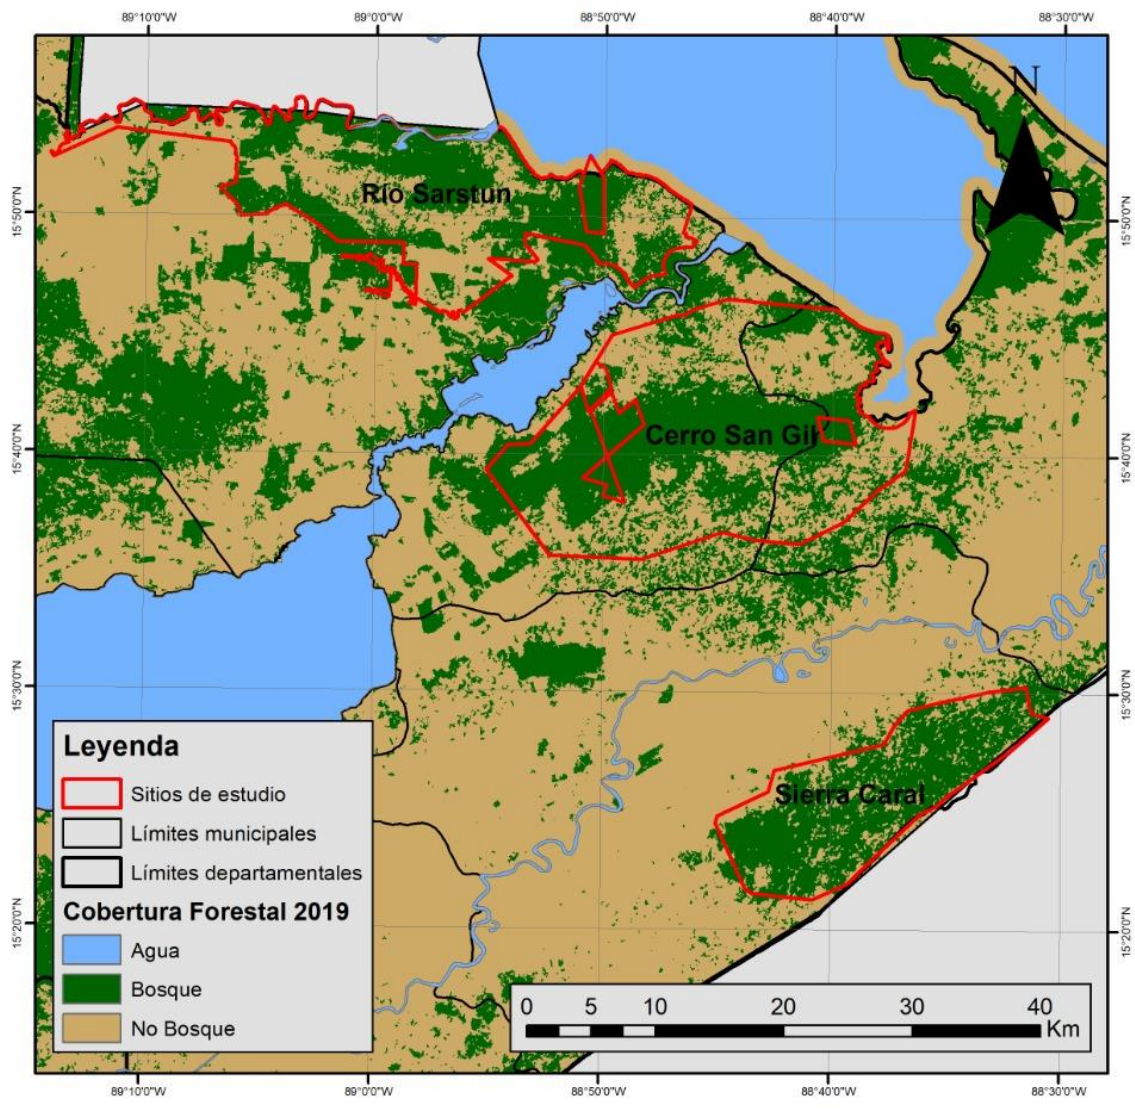 89°10'0"W 89°0'0"W 88°50'0"W 88°40'0"W 88°30'0"W
N
Río Sarstun
15°50'0"N 15°50'0"N
Cerro San Gil
15°40'0"N 15°40'0"N
15°30'0"N 15°30'0"N
Sierra Caral
15°20'0"N 15°20'0"N
Leyenda
Sitios de estudio
Límites municipales
Límites departamentales
Cobertura Forestal 2019
Agua
Bosque
No Bosque
0 5 10 20 30 40
Km
89°10'0"W 89°0'0"W 88°50'0"W 88°40'0"W 88°30'0"W